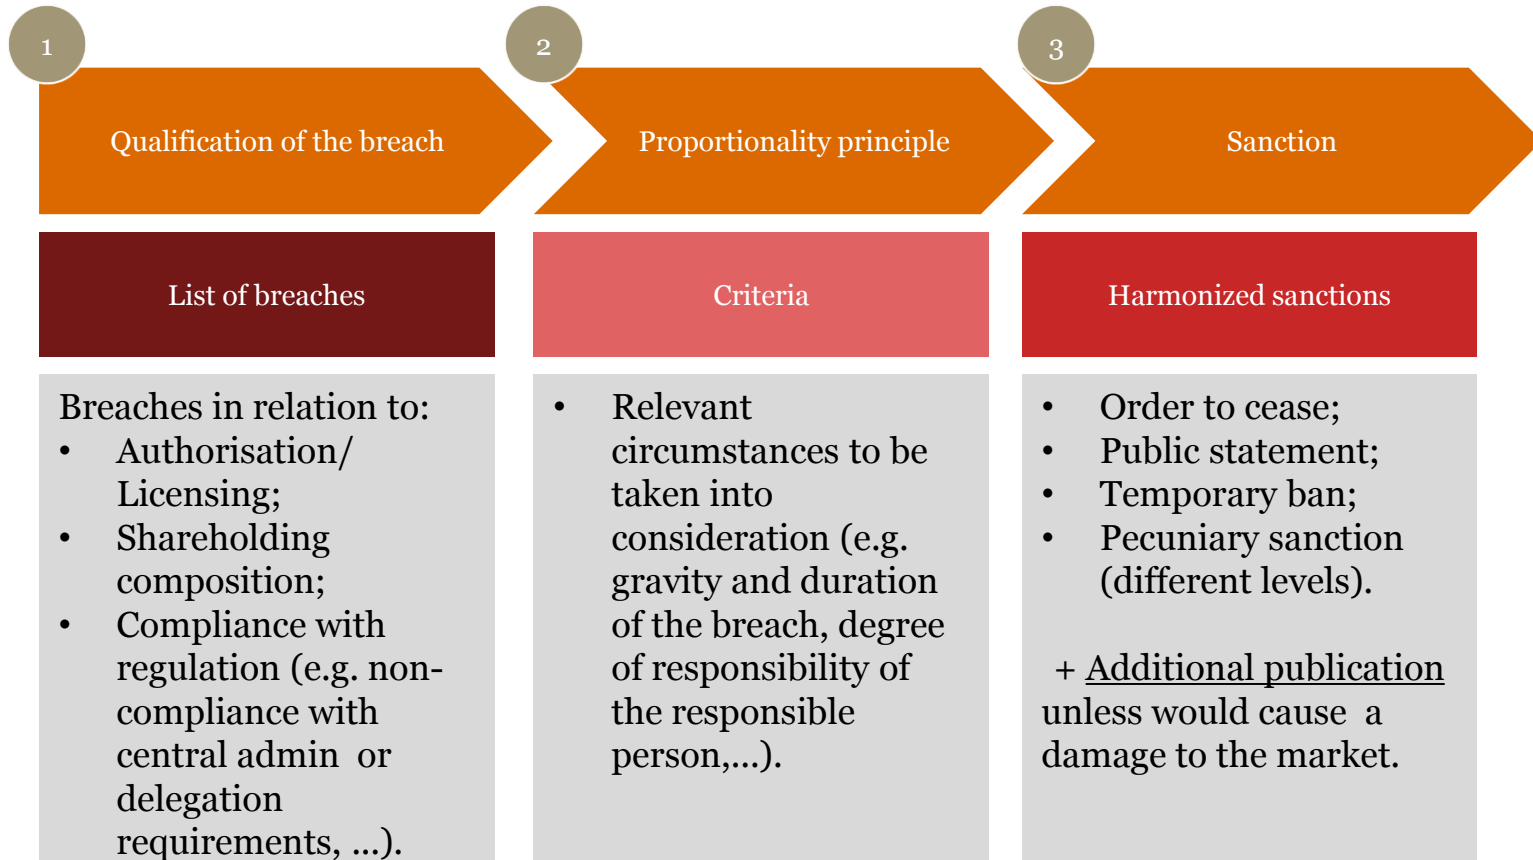 1
Qualification of the breach
2
Proportionality principle
3
Sanction
List of breaches
Criteria
Harmonized sanctions
Breaches in relation to:
• Authorisation/
Licensing;
• Shareholding
composition;
• Compliance with
regulation (e.g. non-
compliance with
central admin or
delegation
requirements, ...).
• Relevant
circumstances to be
taken into
consideration (e.g.
gravity and duration
of the breach, degree
of responsibility of
the responsible
person,...).
• Order to cease;
• Public statement;
• Temporary ban;
• Pecuniary sanction
(different levels).
+ Additional publication
unless would cause a
damage to the market.